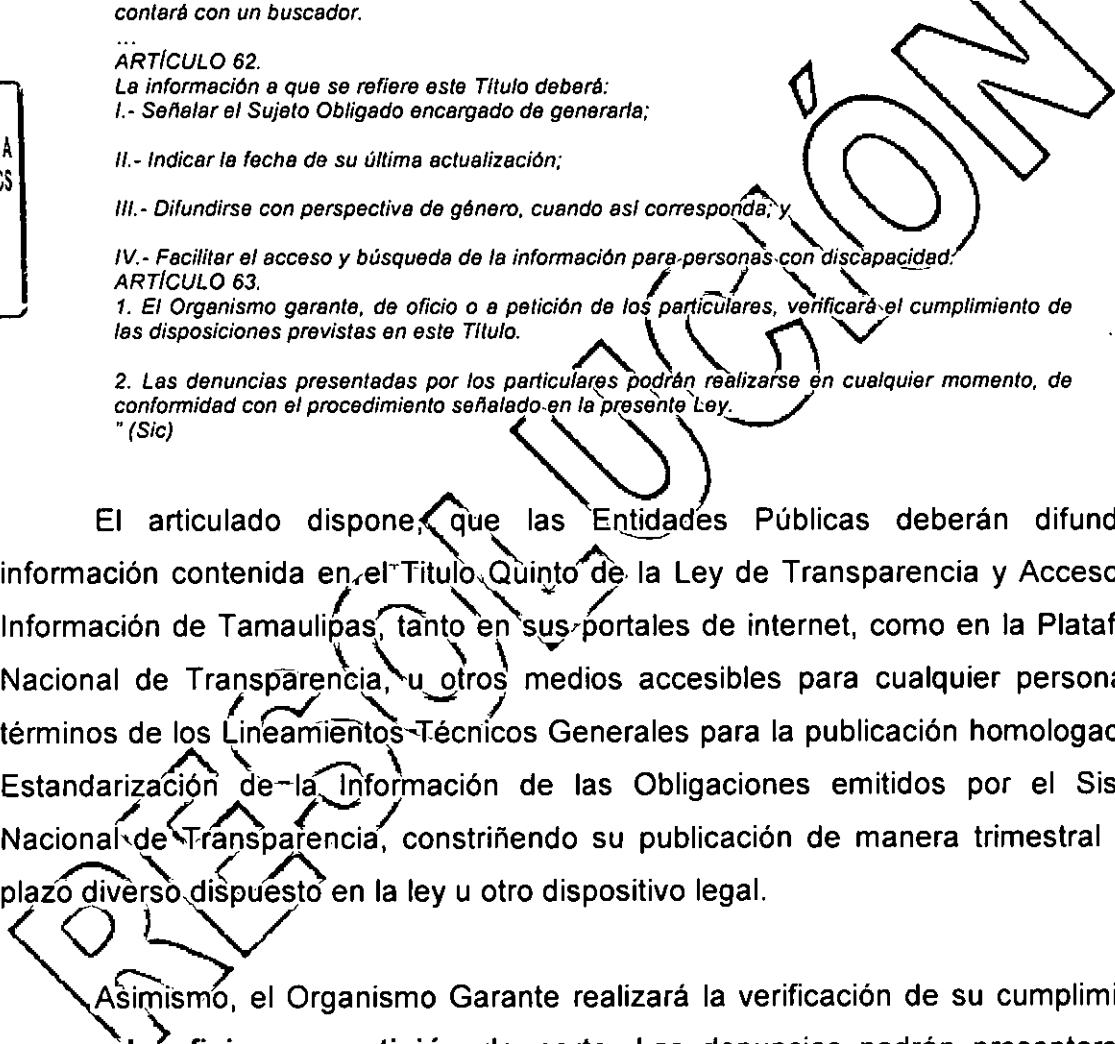 contará con un buscador.
...
ARTÍCULO 62.
La información a que se refiere este Título deberá:
I.- Señalar el Sujeto Obligado encargado de generarla;
II.- Indicar la fecha de su última actualización;
III.- Difundirse con perspectiva de género, cuando así corresponda; y
IV.- Facilitar el acceso y búsqueda de la información para personas con discapacidad.
ARTÍCULO 63.
1. El Organismo garante, de oficio o a petición de los particulares, verificará el cumplimiento de
las disposiciones previstas en este Título.
2. Las denuncias presentadas por los particulares podrán realizarse en cualquier momento, de
conformidad con el procedimiento señalado en la presente Ley.
" (Sic)
El articulado dispone, que las Entidades Públicas deberán difund
información contenida en el Titulo Quinto de la Ley de Transparencia y Acceso
Información de Tamaulipas, tanto en sus portales de internet, como en la Plataf
Nacional de Transparencia, u otros medios accesibles para cualquier persona
términos de los Lineamientos Técnicos Generales para la publicación homologac
Estandarización de la Información de las Obligaciones emitidos por el Sis
Nacional de Transparencia, constriñendo su publicación de manera trimestral
plazo diverso dispuesto en la ley u otro dispositivo legal.
Asimismo, el Organismo Garante realizará la verificación de su cumplimi
RESOLUCIÓN
A
CS